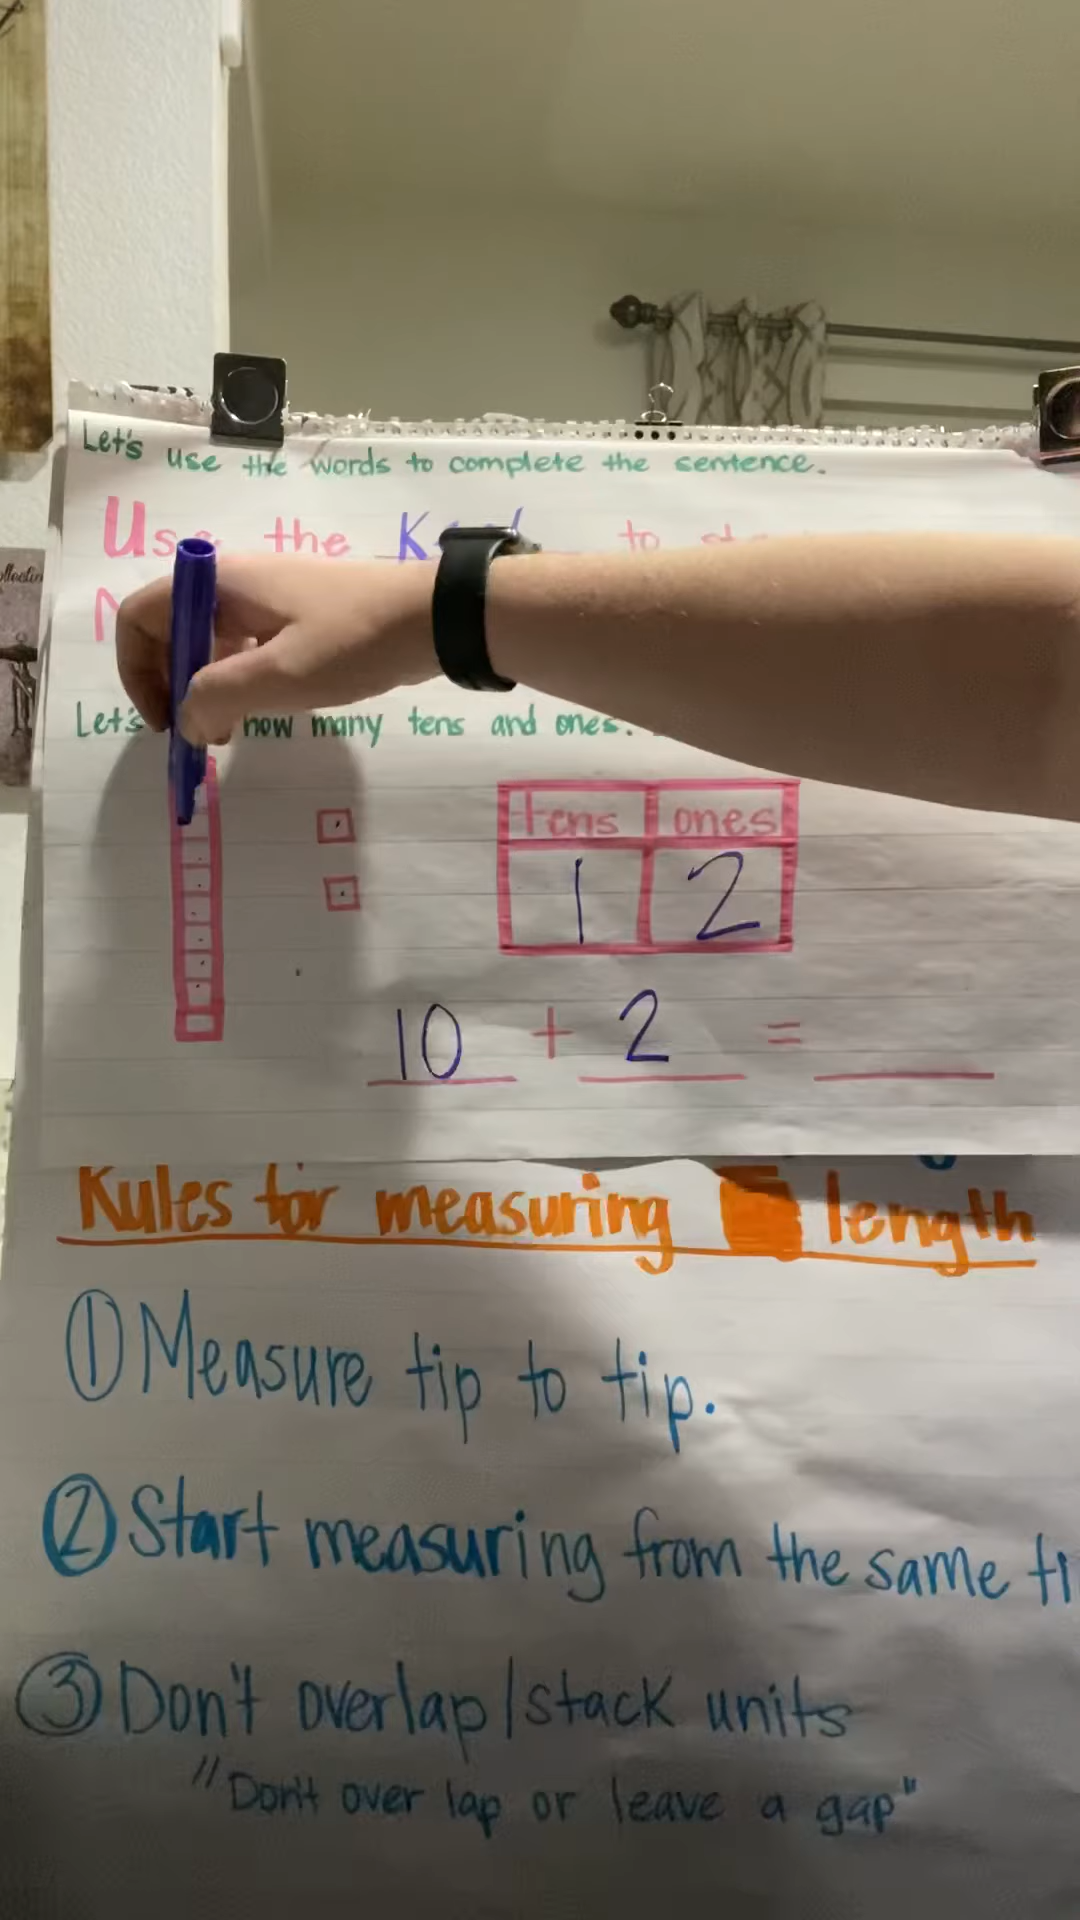 Let's use the words to complete the sentence.
Use the to
Let's how many tens and ones.
tens ones
1 2
10 + 2 =
Rules for measuring length
① Measure tip to tip.
② Start measuring from the same
③ Don't overlap/stack units
"Don't over lap or leave a gap"